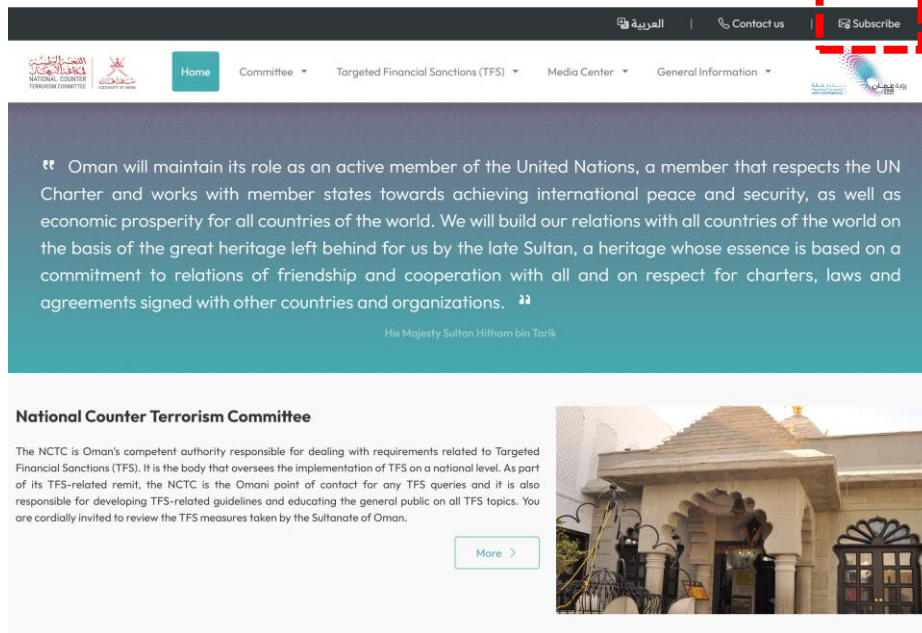 العربية | Contact us | Subscribe
NATIONAL COUNTER
TERRORISM COMMITTEE
SULTANATE OF OMAN
Home Committee Targeted Financial Sanctions (TFS) Media Center General Information
" Oman will maintain its role as an active member of the United Nations, a member that respects the UN
Charter and works with member states towards achieving international peace and security, as well as
economic prosperity for all countries of the world. We will build our relations with all countries of the world on
the basis of the great heritage left behind for us by the late Sultan, a heritage whose essence is based on a
commitment to relations of friendship and cooperation with all and on respect for charters, laws and
agreements signed with other countries and organizations. "
His Majesty Sultan Hitham bin Tarik
National Counter Terrorism Committee
The NCTC is Oman's competent authority responsible for dealing with requirements related to Targeted
Financial Sanctions (TFS). It is the body that oversees the implementation of TFS on a national level. As part
of its TFS-related remit, the NCTC is the Omani point of contact for any TFS queries and it is also
responsible for developing TFS-related guidelines and educating the general public on all TFS topics. You
are cordially invited to review the TFS measures taken by the Sultanate of Oman.
More >